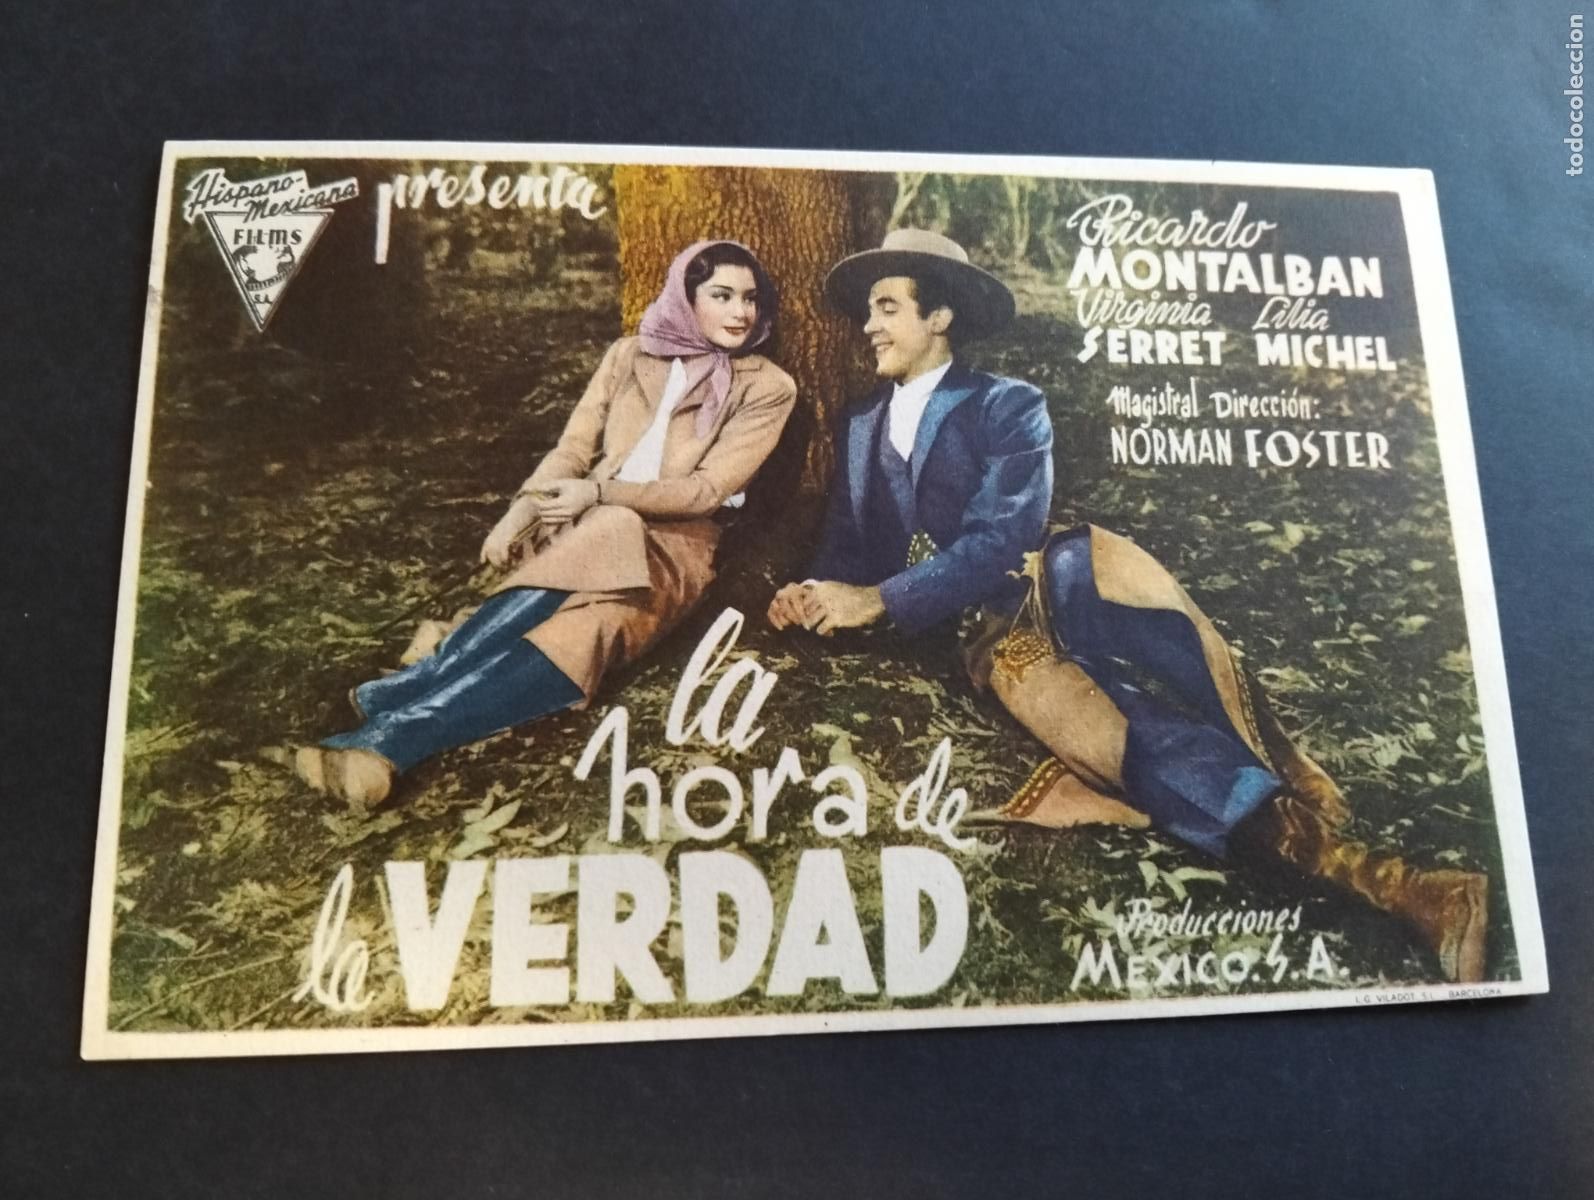 Hispano-
Mexicana
FILMS
S.A.
presenta
Ricardo
MONTALBAN
Virginia Lilia
SERRET MICHEL
Magistral Dirección:
NORMAN FOSTER
la
hora de
la VERDAD
Producciones
MEXICO. S.A.
I. G. VILADOT, S.L. BARCELONA
todocoleccion